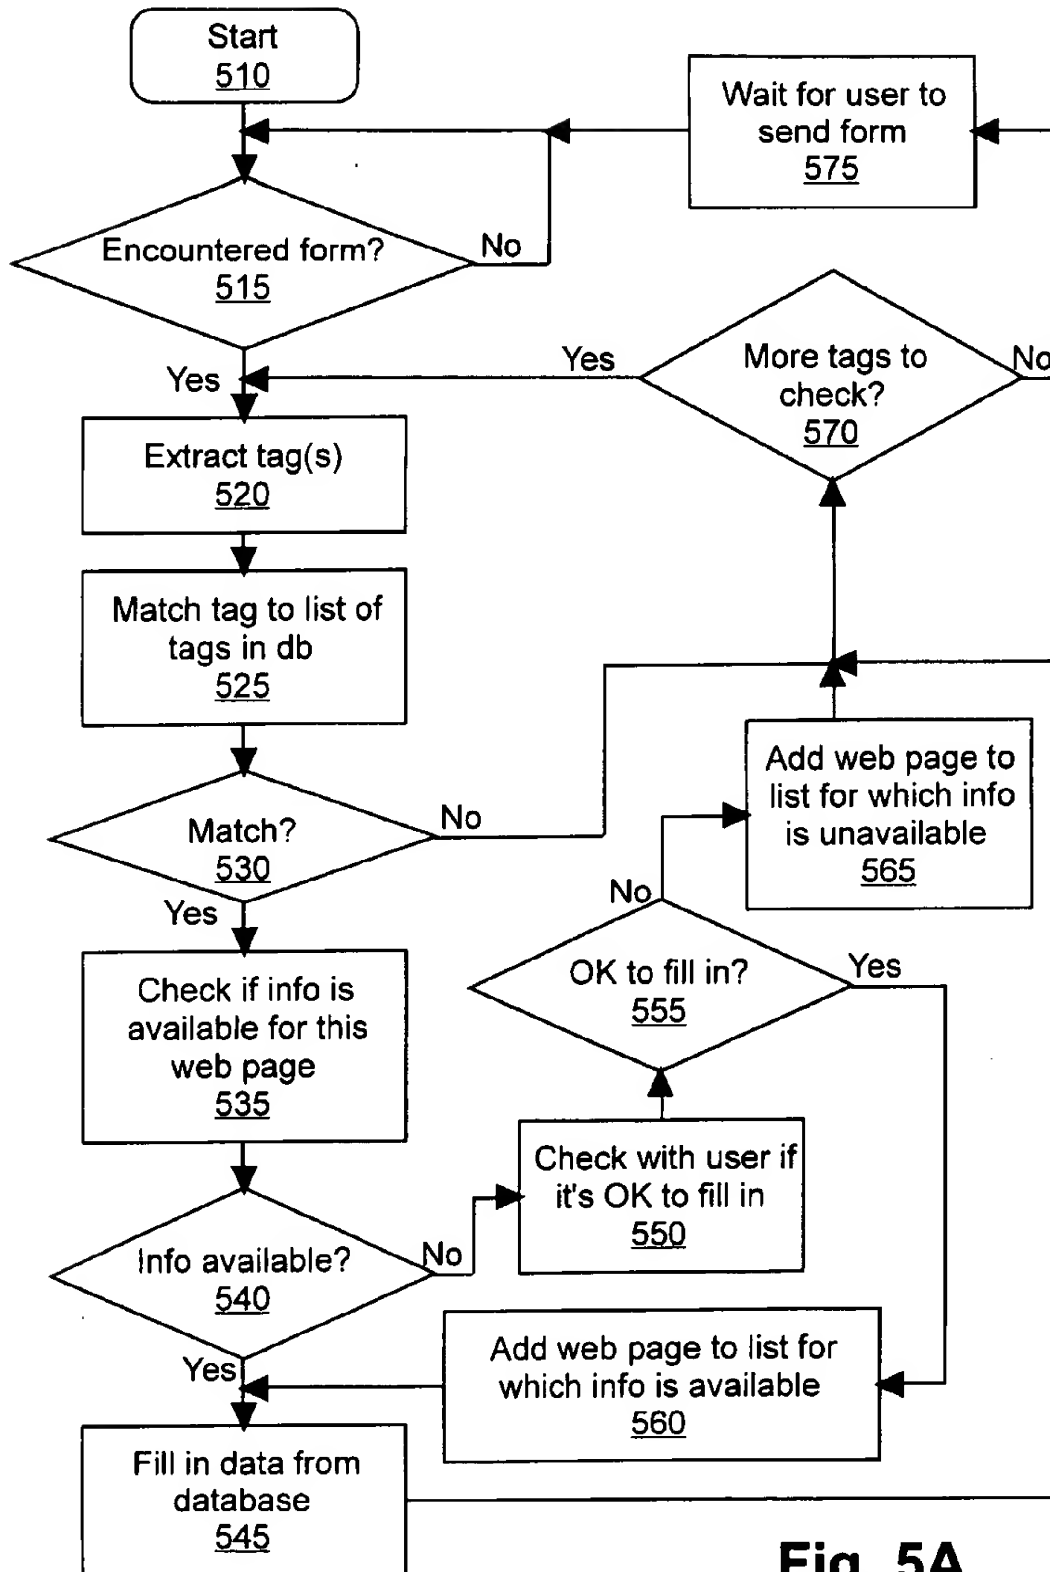 Start
510
Wait for user to
send form
575
Encountered form?
515
No
Yes
Yes
More tags to
check?
570
No
Extract tag(s)
520
Match tag to list of
tags in db
525
Match?
530
No
Yes
Add web page to
list for which info
is unavailable
565
No
OK to fill in?
555
Yes
Check if info is
available for this
web page
535
Check with user if
it's OK to fill in
550
Info available?
540
No
Yes
Add web page to list for
which info is available
560
Fill in data from
database
545
Fig. 5A